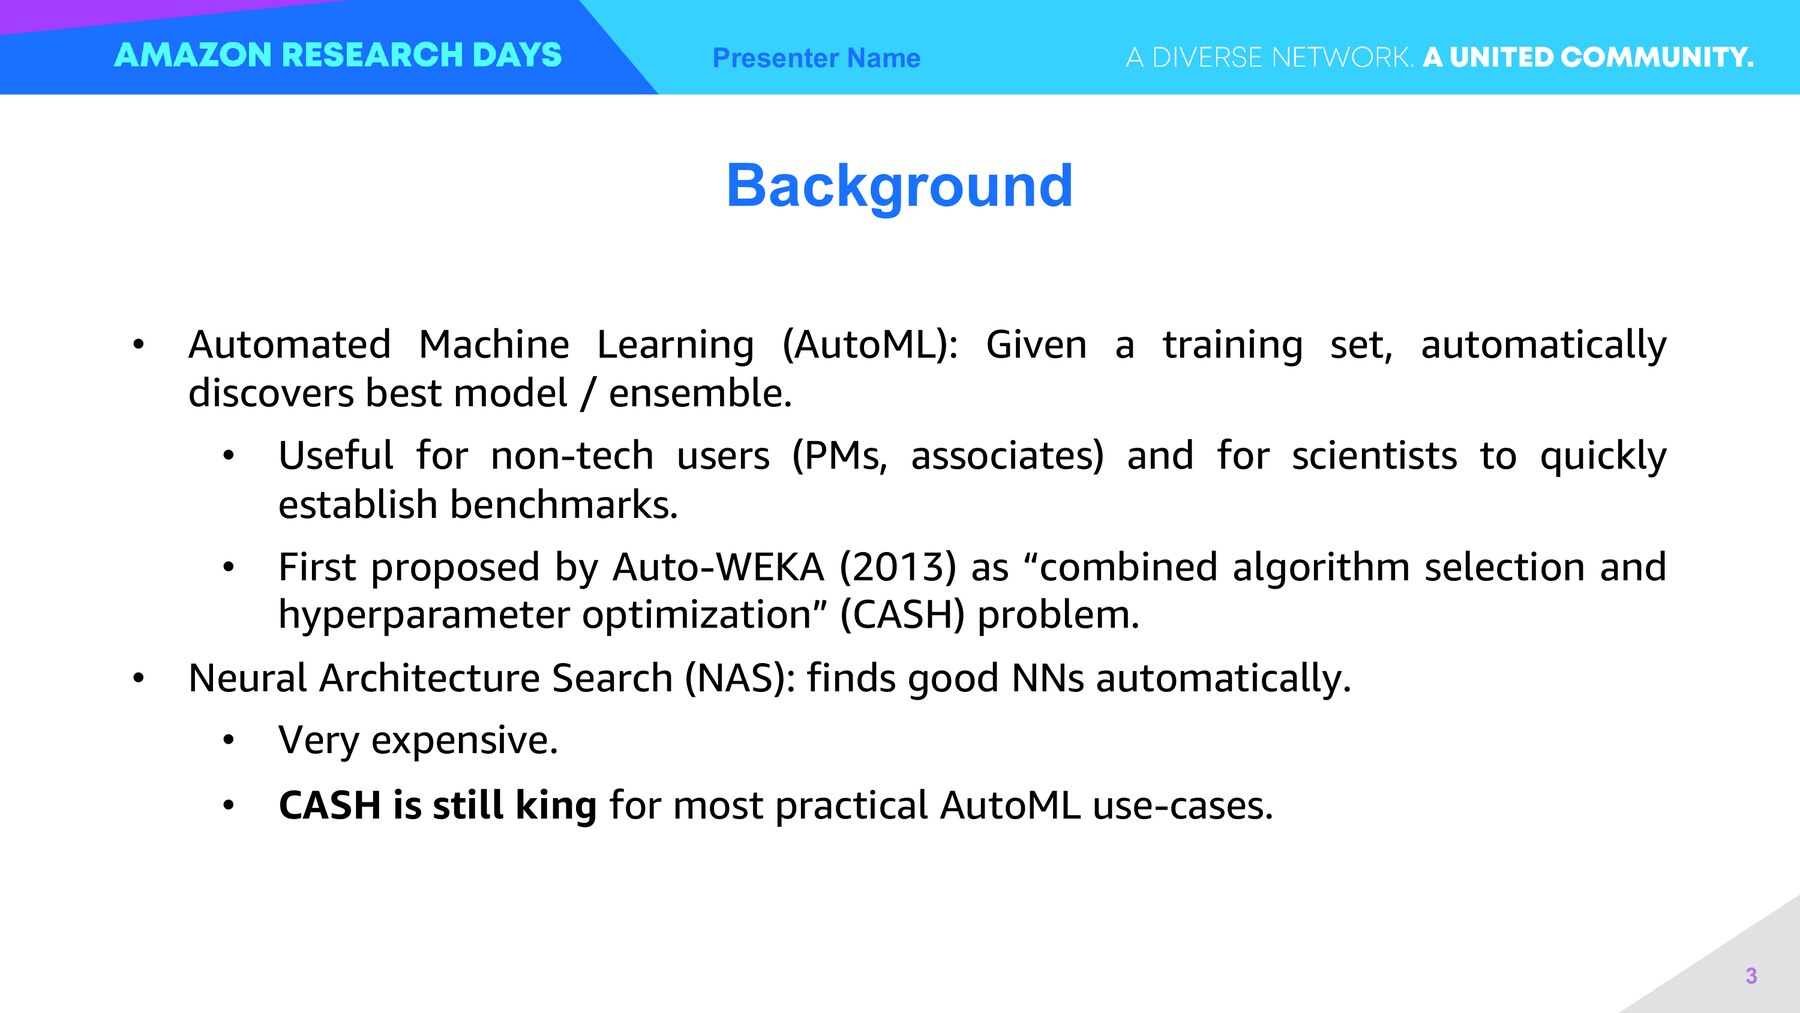 AMAZON RESEARCH DAYS
Presenter Name
A DIVERSE NETWORK. A UNITED COMMUNITY.
Background
• Automated Machine Learning (AutoML): Given a training set, automatically
discovers best model / ensemble.
• Useful for non-tech users (PMs, associates) and for scientists to quickly
establish benchmarks.
• First proposed by Auto-WEKA (2013) as “combined algorithm selection and
hyperparameter optimization” (CASH) problem.
• Neural Architecture Search (NAS): finds good NNs automatically.
• Very expensive.
• CASH is still king for most practical AutoML use-cases.
3